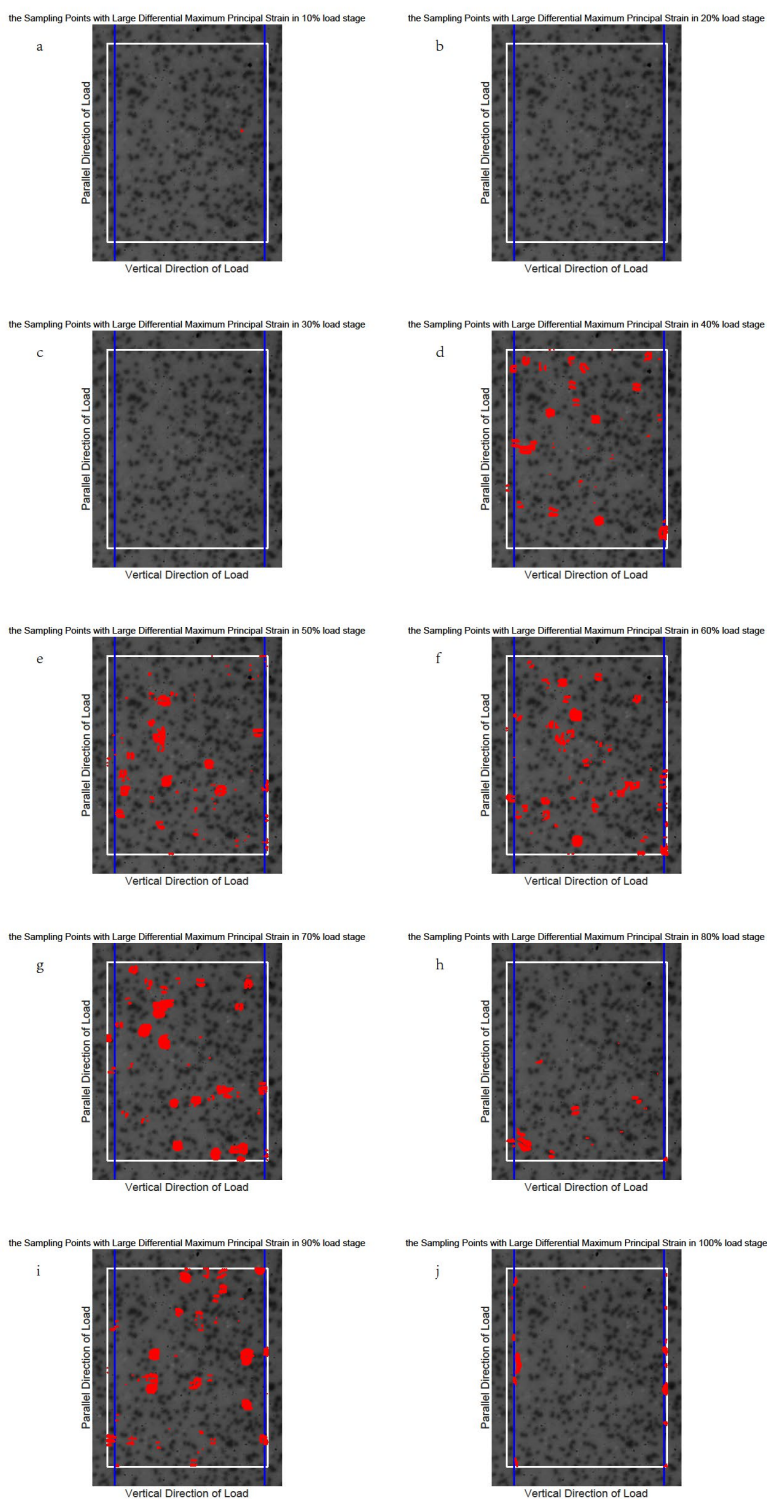 the Sampling Points with Large Differential Maximum Principal Strain in 10% load stage
a
Parallel Direction of Load
Vertical Direction of Load
the Sampling Points with Large Differential Maximum Principal Strain in 20% load stage
b
Parallel Direction of Load
Vertical Direction of Load
the Sampling Points with Large Differential Maximum Principal Strain in 30% load stage
c
Parallel Direction of Load
Vertical Direction of Load
the Sampling Points with Large Differential Maximum Principal Strain in 40% load stage
d
Parallel Direction of Load
Vertical Direction of Load
the Sampling Points with Large Differential Maximum Principal Strain in 50% load stage
e
Parallel Direction of Load
Vertical Direction of Load
the Sampling Points with Large Differential Maximum Principal Strain in 60% load stage
f
Parallel Direction of Load
Vertical Direction of Load
the Sampling Points with Large Differential Maximum Principal Strain in 70% load stage
g
Parallel Direction of Load
Vertical Direction of Load
the Sampling Points with Large Differential Maximum Principal Strain in 80% load stage
h
Parallel Direction of Load
Vertical Direction of Load
the Sampling Points with Large Differential Maximum Principal Strain in 90% load stage
i
Parallel Direction of Load
Vertical Direction of Load
the Sampling Points with Large Differential Maximum Principal Strain in 100% load stage
j
Parallel Direction of Load
Vertical Direction of Load